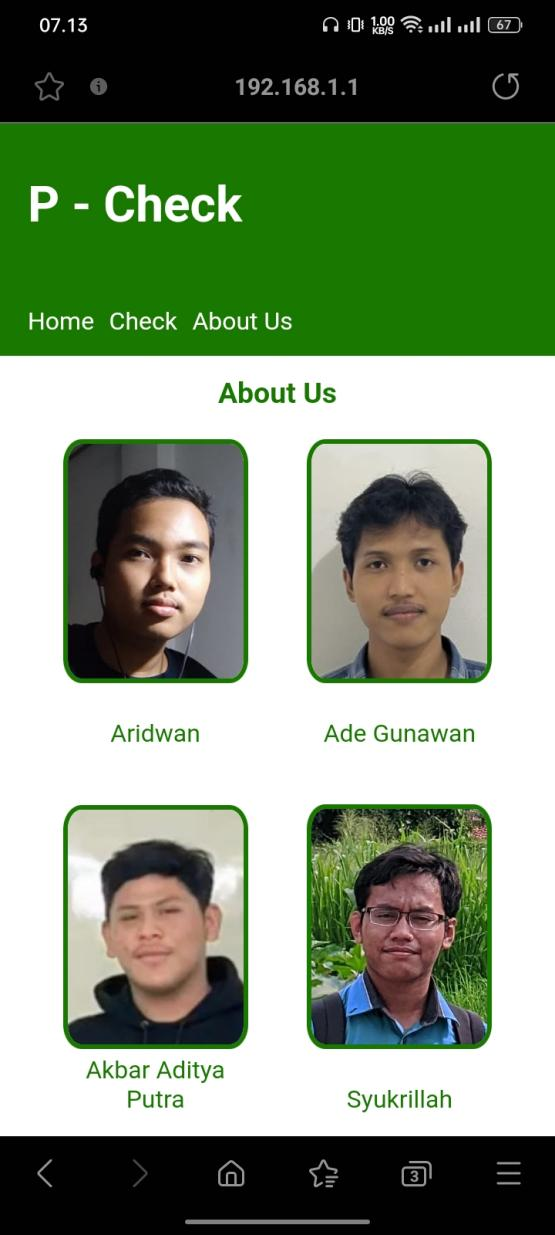 07.13
1.00
KB/S
67
192.168.1.1
P - Check
Home Check About Us
About Us
Aridwan
Ade Gunawan
Akbar Aditya
Putra
Syukrillah
3